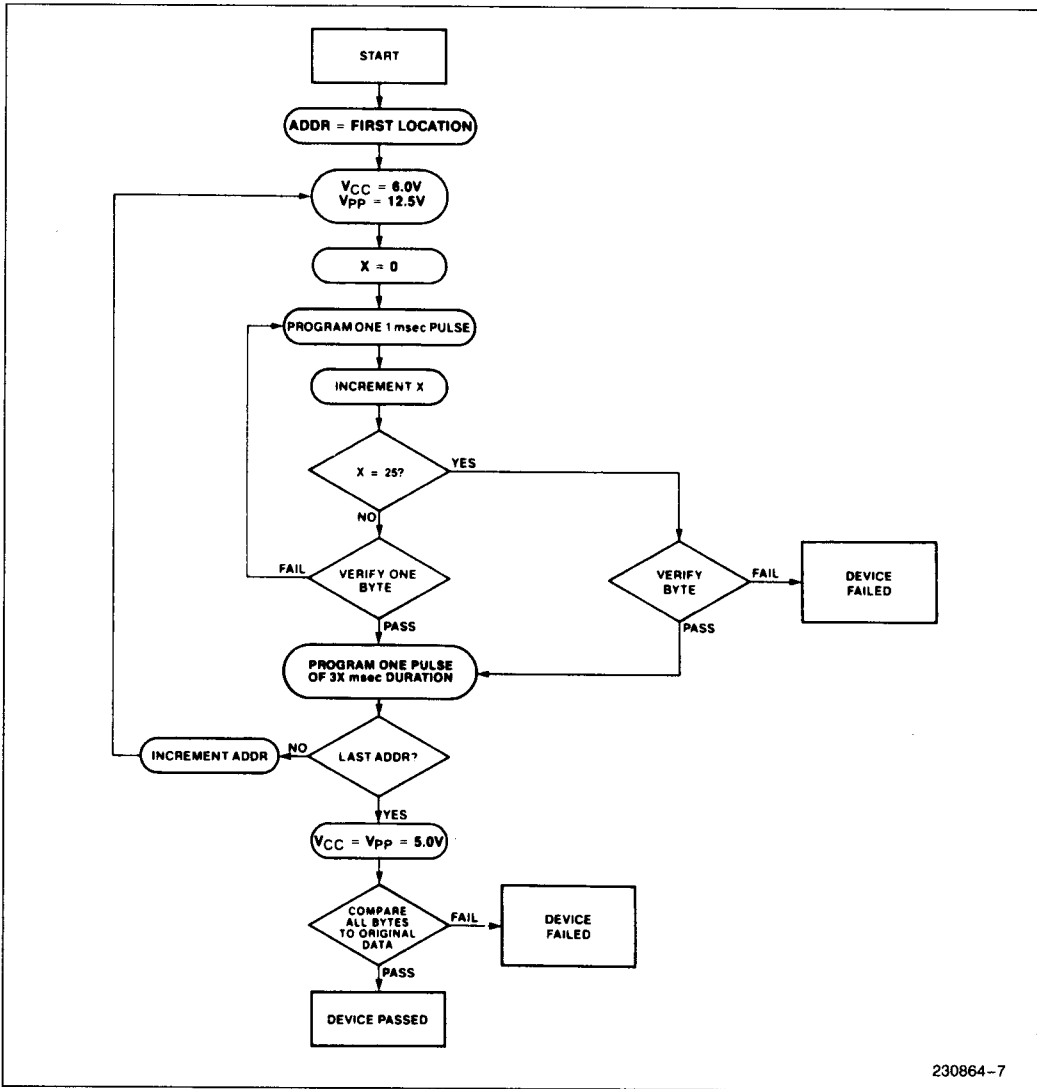 START
ADDR = FIRST LOCATION
VCC = 6.0V
VPP = 12.5V
X = 0
PROGRAM ONE 1 msec PULSE
INCREMENT X
X = 25?
YES
NO
FAIL
VERIFY ONE
BYTE
PASS
VERIFY
BYTE
FAIL
DEVICE
FAILED
PASS
PROGRAM ONE PULSE
OF 3X msec DURATION
INCREMENT ADDR
NO
LAST ADDR?
YES
VCC = VPP = 5.0V
COMPARE
ALL BYTES
TO ORIGINAL
DATA
FAIL
DEVICE
FAILED
PASS
DEVICE PASSED
230864-7